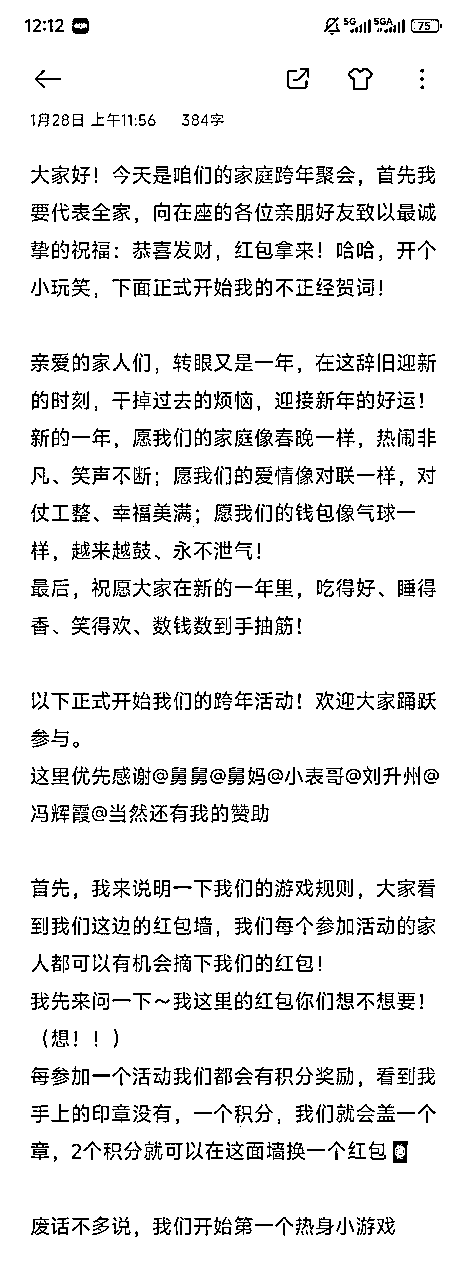 12:12 5G 5GA 75
1月28日 上午11:56 384字
大家好！今天是咱们的家庭跨年聚会，首先我
要代表全家，向在座的各位亲朋好友致以最诚
挚的祝福：恭喜发财，红包拿来！哈哈，开个
小玩笑，下面正式开始我的不正经贺词！
亲爱的家人们，转眼又是一年，在这辞旧迎新
的时刻，干掉过去的烦恼，迎接新年的好运！
新的一年，愿我们的家庭像春晚一样，热闹非
凡、笑声不断；愿我们的爱情像对联一样，对
仗工整、幸福美满；愿我们的钱包像气球一
样，越来越鼓、永不泄气！
最后，祝愿大家在新的一年里，吃得好、睡得
香、笑得欢、数钱数到手抽筋！
以下正式开始我们的跨年活动！欢迎大家踊跃
参与。
这里优先感谢@舅舅@舅妈@小表哥@刘升州@
冯辉霞@当然还有我的赞助
首先，我来说明一下我们的游戏规则，大家看
到我们这边的红包墙，我们每个参加活动的家
人都可以有机会摘下我们的红包！
我先来问一下～我这里的红包你们想不想要！
（想！！）
每参加一个活动我们都会有积分奖励，看到我
手上的印章没有，一个积分，我们就会盖一个
章，2个积分就可以在这面墙换一个红包🧧
废话不多说，我们开始第一个热身小游戏